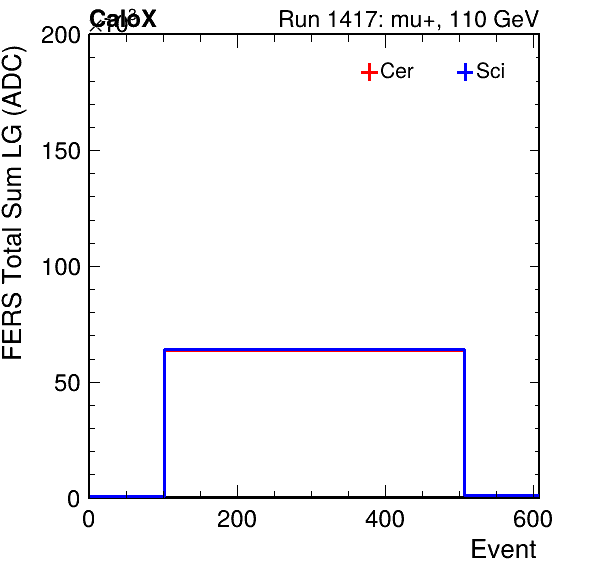 CaloX Run 1417: mu+, 110 GeV
×10³
FERS Total Sum LG (ADC)
Cer Sci
200
150
100
50
0
0 200 400 600
Event